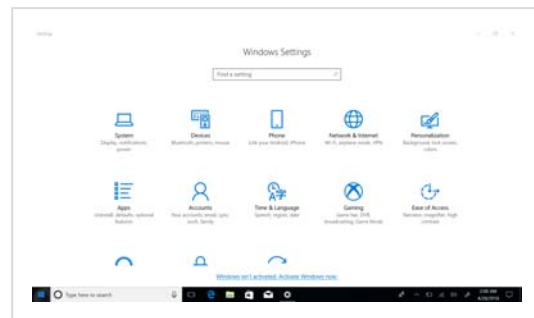 Settings
Windows Settings
Find a setting
System
Display, notifications,
power
Devices
Bluetooth, printers, mouse
Phone
Link your Android, iPhone
Network & Internet
Wi-Fi, airplane mode, VPN
Personalization
Background, lock screen,
colors
Apps
Uninstall, defaults, optional
features
Accounts
Your accounts, email, sync,
work, family
Time & Language
Speech, region, date
Gaming
Game bar, DVR,
broadcasting, Game Mode
Ease of Access
Narrator, magnifier, high
contrast
Windows isn't activated. Activate Windows now.
Type here to search